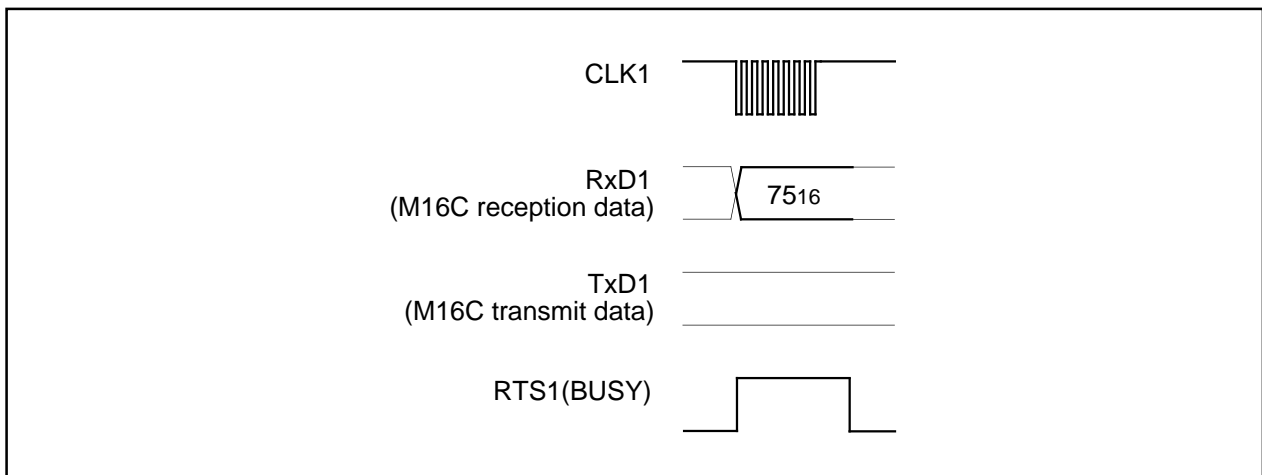 CLK1
RxD1
(M16C reception data)
7516
TxD1
(M16C transmit data)
RTS1(BUSY)